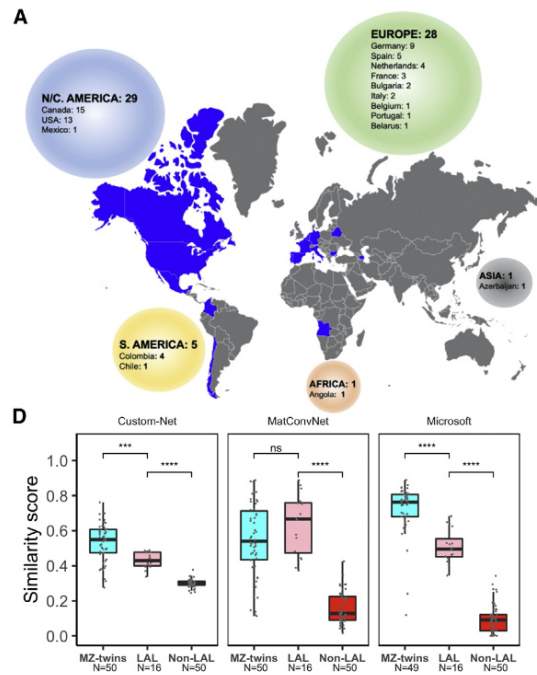 A
N/C. AMERICA: 29
Canada: 15
USA: 13
Mexico: 1
EUROPE: 28
Germany: 9
Spain: 5
Netherlands: 4
France: 3
Bulgaria: 2
Italy: 2
Belgium: 1
Portugal: 1
Belarus: 1
ASIA: 1
Azerbaijan: 1
S. AMERICA: 5
Colombia: 4
Chile: 1
AFRICA: 1
Angola: 1
D
Custom-Net MatConvNet Microsoft
*** **** ns **** **** ****
Similarity score
1.0
0.8
0.6
0.4
0.2
0.0
MZ-twins LAL Non-LAL MZ-twins LAL Non-LAL MZ-twins LAL Non-LAL
N=50 N=16 N=50 N=50 N=16 N=50 N=49 N=16 N=50